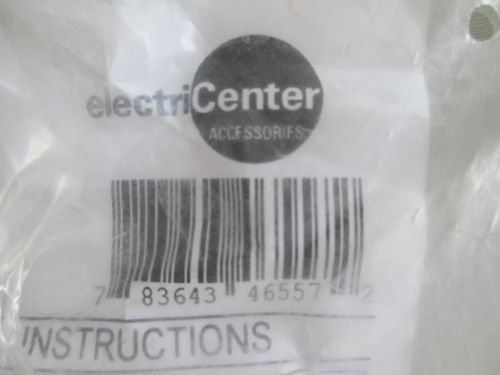 electriCenter
ACCESSORIES
7 83643 46557 2
INSTRUCTIONS